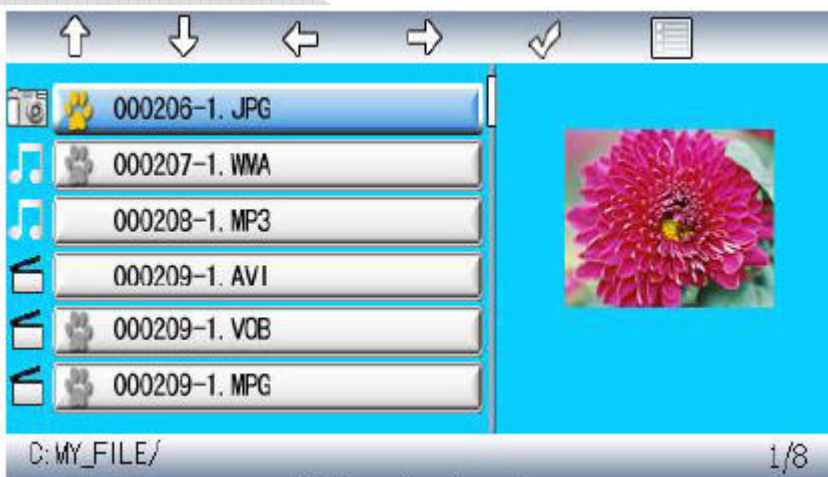 000206-1. JPG
000207-1. WMA
000208-1. MP3
000209-1. AVI
000209-1. VOB
000209-1. MPG
C:MY_FILE/
1/8